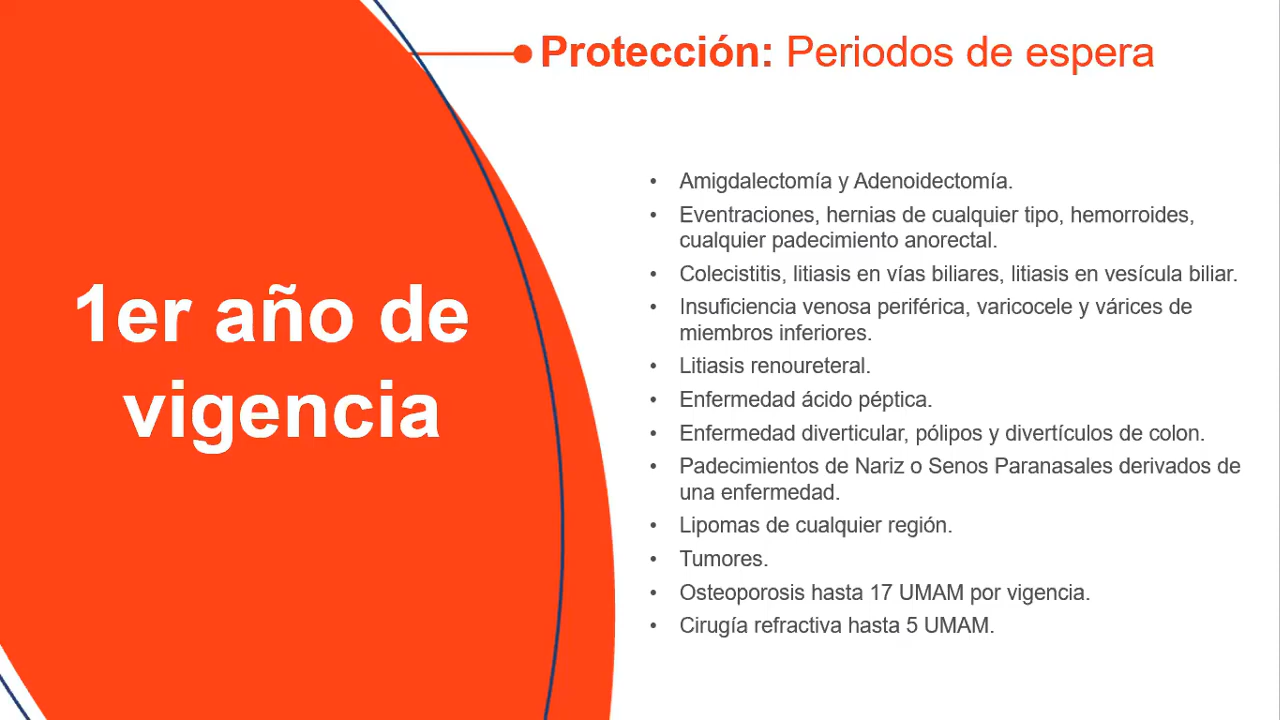 Protección: Periodos de espera
1er año de
vigencia
• Amigdalectomía y Adenoidectomía.
• Eventraciones, hernias de cualquier tipo, hemorroides,
cualquier padecimiento anorectal.
• Colecistitis, litiasis en vías biliares, litiasis en vesícula biliar.
• Insuficiencia venosa periférica, varicocele y várices de
miembros inferiores.
• Litiasis renoureteral.
• Enfermedad ácido péptica.
• Enfermedad diverticular, pólipos y divertículos de colon.
• Padecimientos de Nariz o Senos Paranasales derivados de
una enfermedad.
• Lipomas de cualquier región.
• Tumores.
• Osteoporosis hasta 17 UMAM por vigencia.
• Cirugía refractiva hasta 5 UMAM.